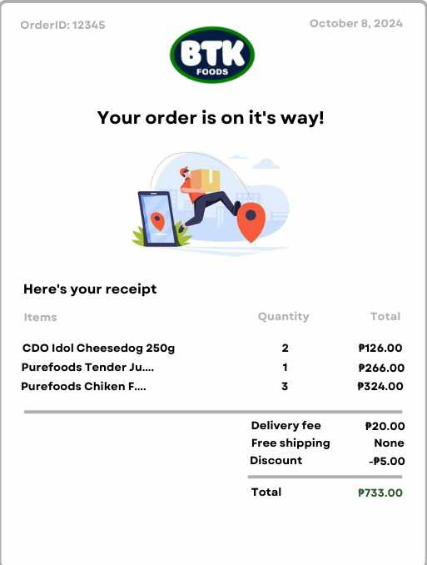 OrderID: 12345
October 8, 2024
BTK
FOODS
Your order is on it's way!
Here's your receipt
Items Quantity Total
CDO Idol Cheesedog 250g 2 ₱126.00
Purefoods Tender Ju.... 1 ₱266.00
Purefoods Chiken F.... 3 ₱324.00
Delivery fee ₱20.00
Free shipping None
Discount -₱5.00
Total ₱733.00